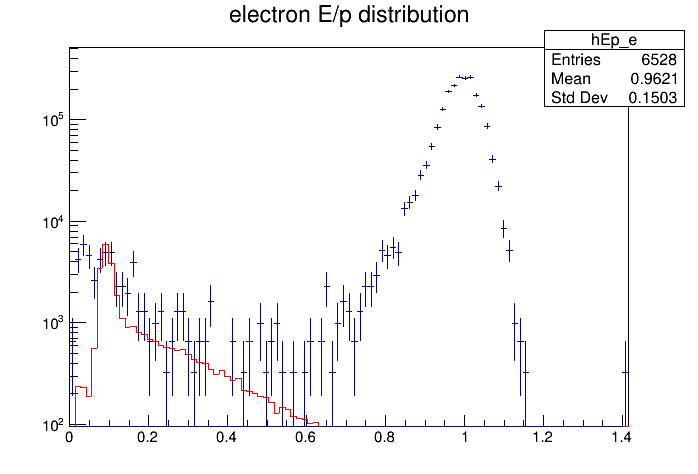 electron E/p distribution
hEp_e
Entries 6528
Mean 0.9621
Std Dev 0.1503
10^5
10^4
10^3
10^2
0 0.2 0.4 0.6 0.8 1 1.2 1.4